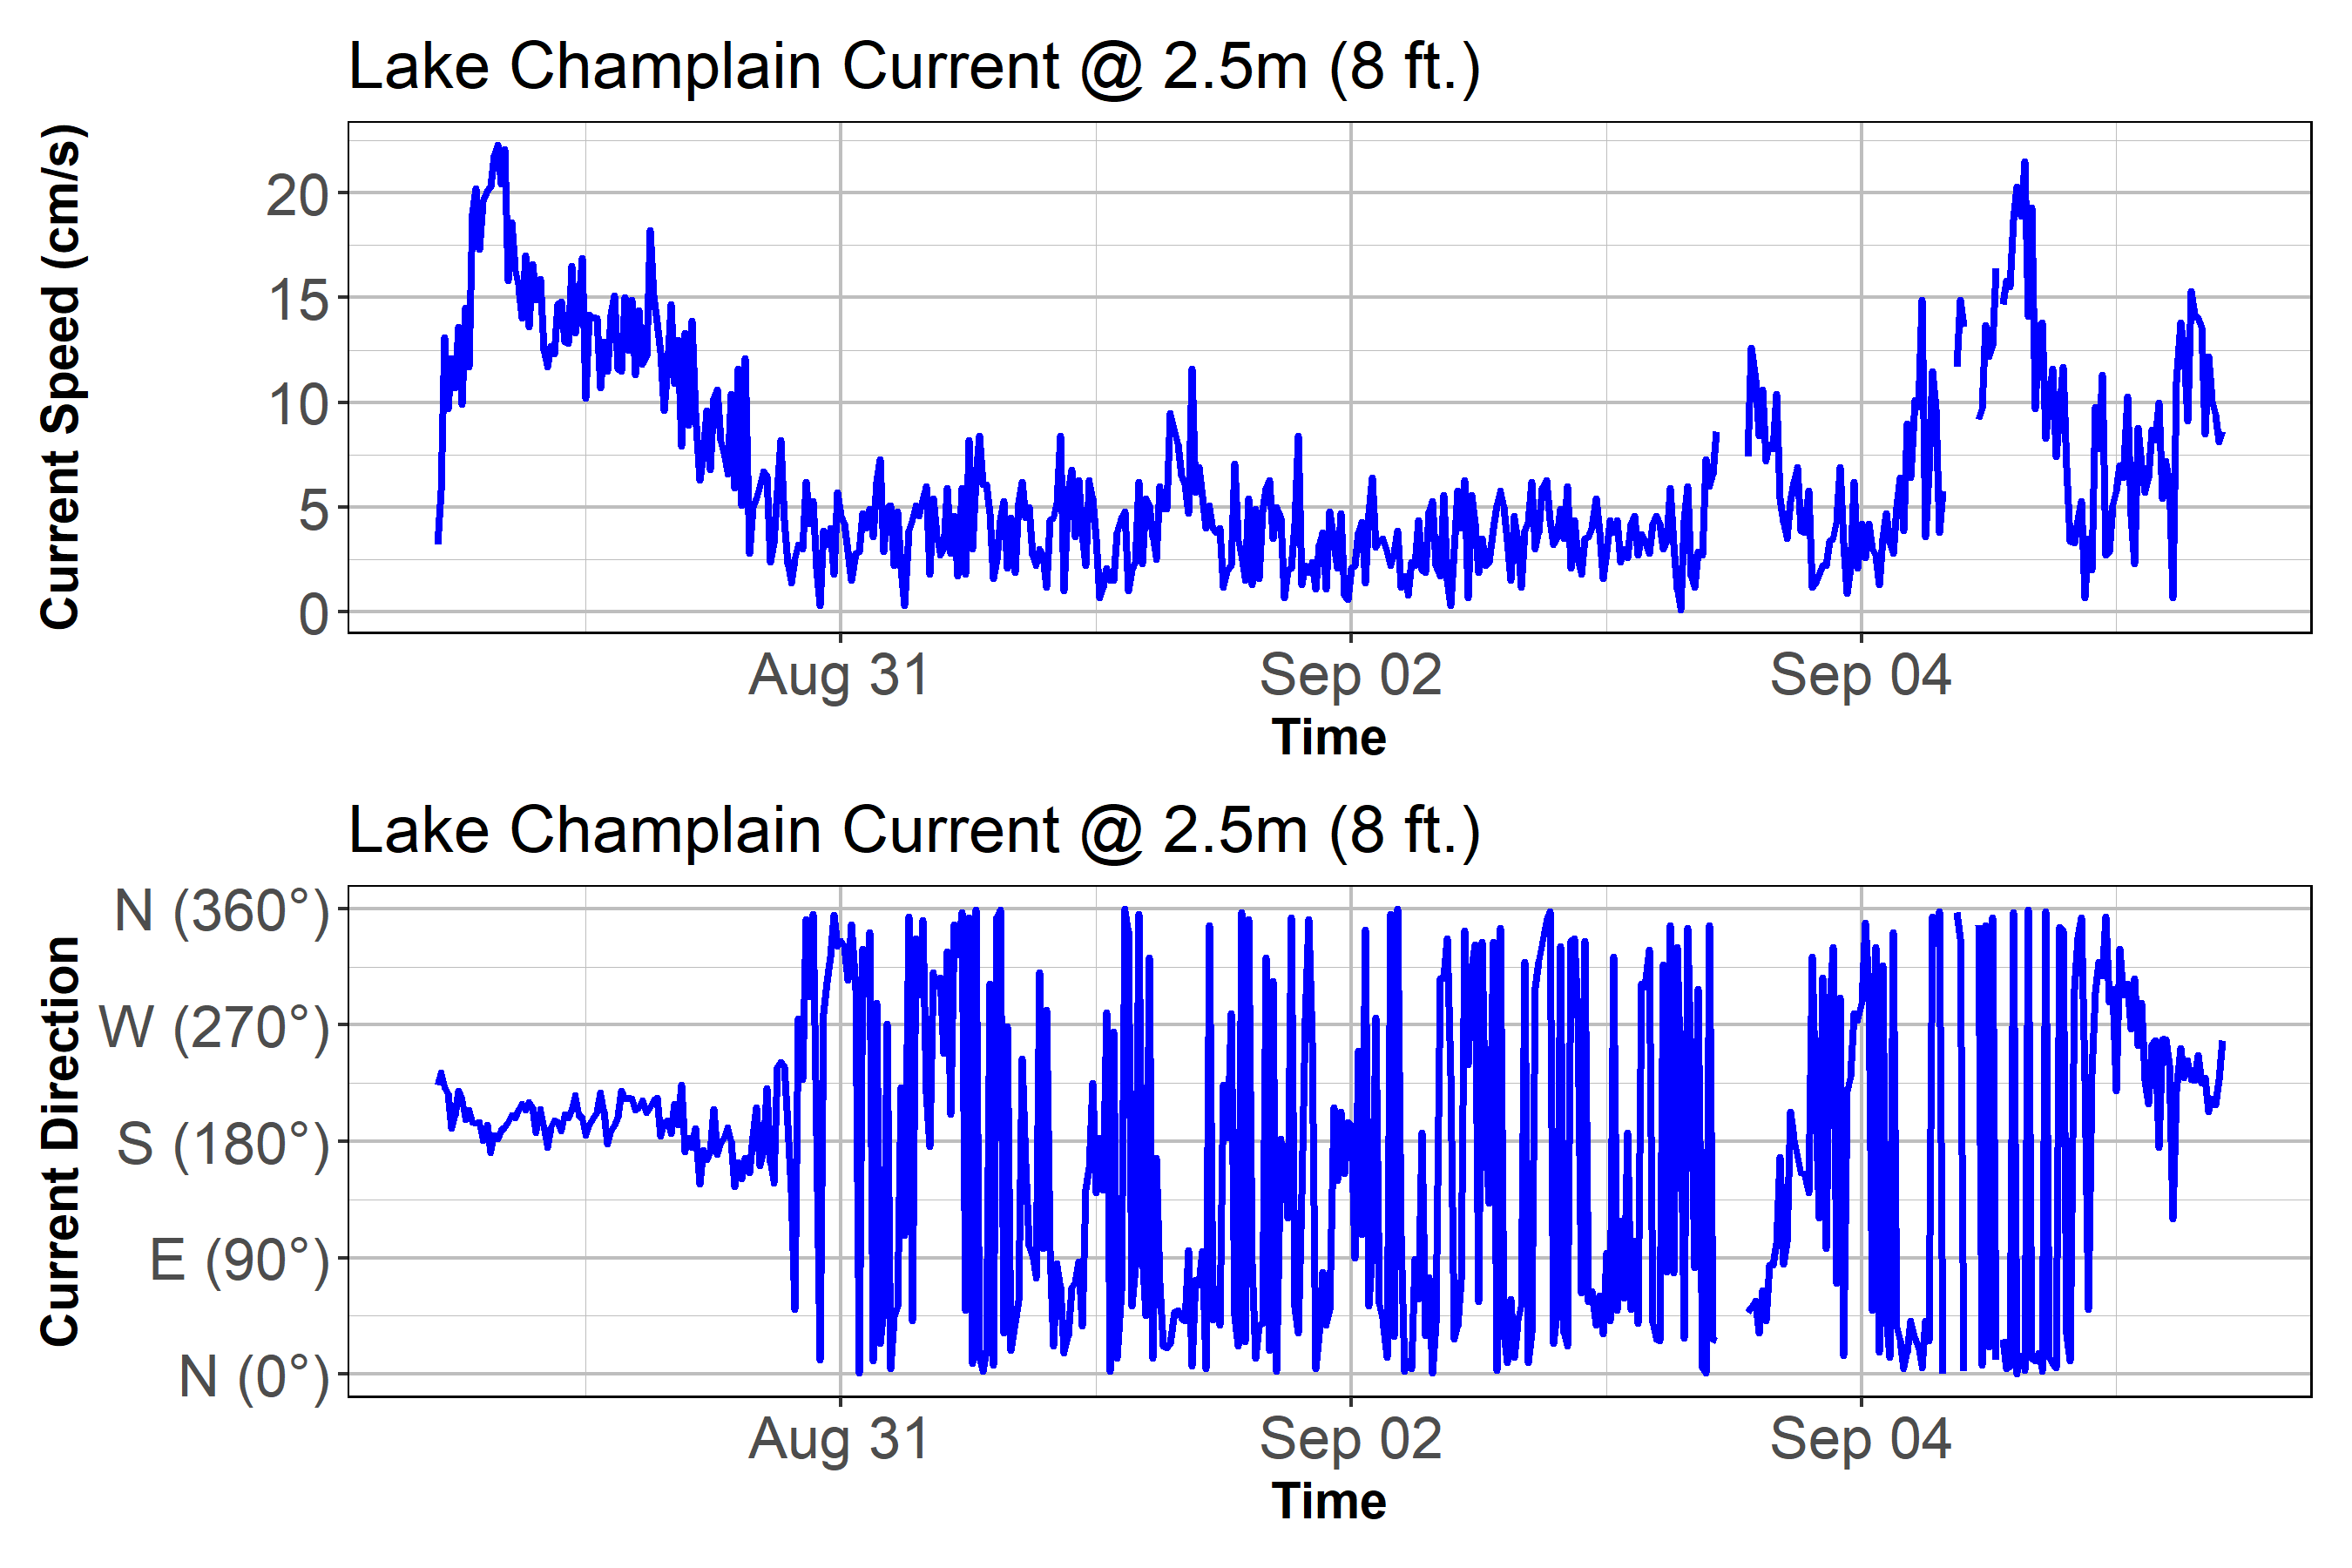 Lake Champlain Current @ 2.5m (8 ft.)
Current Speed (cm/s)
20
15
10
5
0
Aug 31 Sep 02 Sep 04
Time
Lake Champlain Current @ 2.5m (8 ft.)
Current Direction
N (360°)
W (270°)
S (180°)
E (90°)
N (0°)
Aug 31 Sep 02 Sep 04
Time